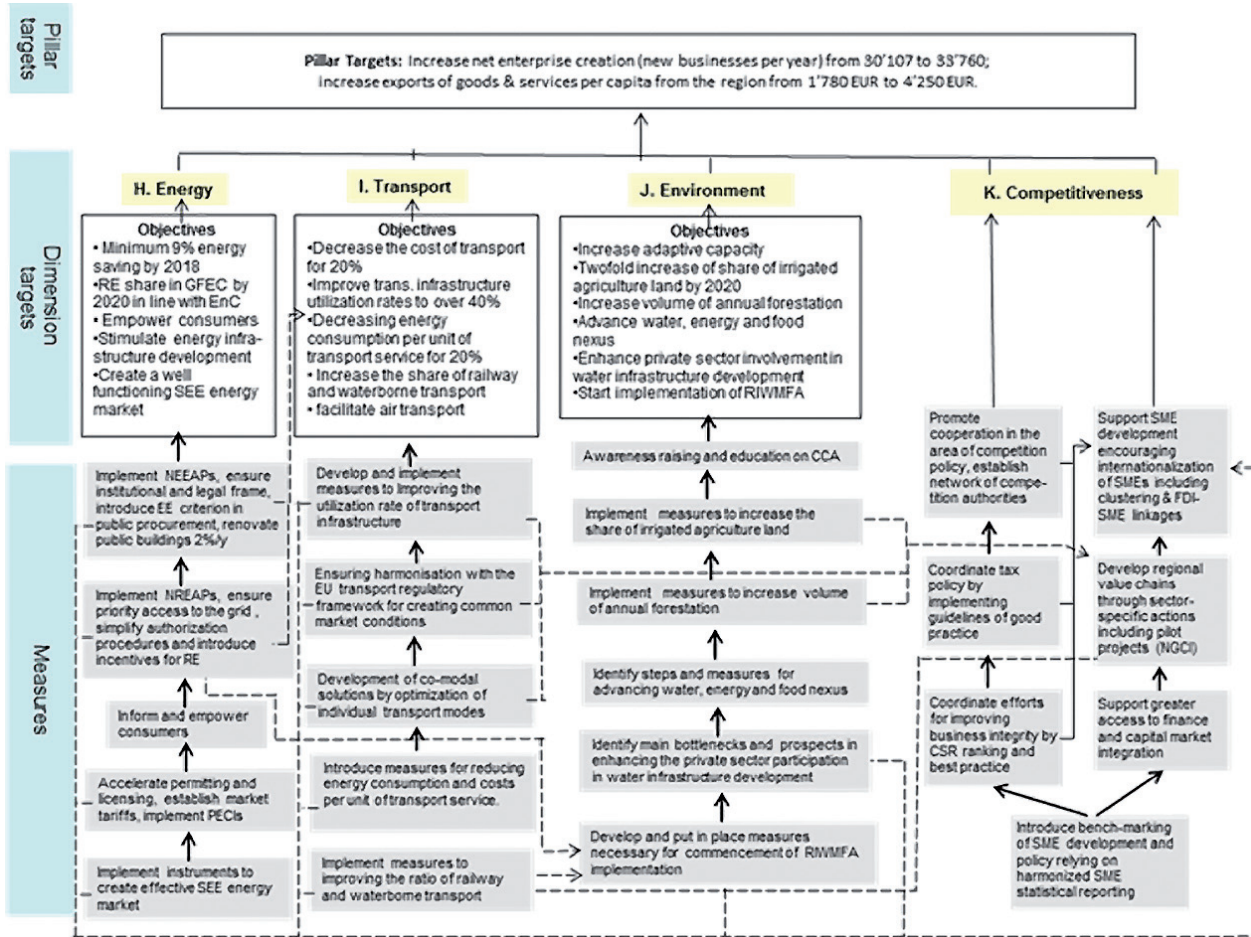 Pillar
targets
Pillar Targets: Increase net enterprise creation (new businesses per year) from 30'107 to 33'760;
increase exports of goods & services per capita from the region from 1'780 EUR to 4'250 EUR.
Dimension
targets
H. Energy
Objectives
• Minimum 9% energy
saving by 2018
• RE share in GFEC by
2020 in line with EnC
• Empower consumers
• Stimulate energy infra-
structure development
• Create a well
functioning SEE energy
market
I. Transport
Objectives
•Decrease the cost of transport
for 20%
•Improve trans. infrastructure
utilization rates to over 40%
•Decreasing energy
consumption per unit of
transport service for 20%
• Increase the share of railway
and waterborne transport
• facilitate air transport
J. Environment
Objectives
•Increase adaptive capacity
•Twofold increase of share of irrigated
agriculture land by 2020
•Increase volume of annual forestation
•Advance water, energy and food
nexus
•Enhance private sector involvement in
water infrastructure development
•Start implementation of RIWMFA
K. Competitiveness
Measures
Implement NEEAPs, ensure
institutional and legal frame,
introduce EE criterion in
public procurement, renovate
public buildings 2%/y
Implement NREAPs, ensure
priority access to the grid ,
simplify authorization
procedures and introduce
incentives for RE
Inform and empower
consumers
Accelerate permitting and
licensing, establish market
tariffs, implement PECIs
Implement instruments to
create effective SEE energy
market
Develop and implement
measures to Improving the
utilization rate of transport
infrastructure
Ensuring harmonisation with the
EU transport regulatory
framework for creating common
market conditions
Development of co-modal
solutions by optimization of
individual transport modes
Introduce measures for reducing
energy consumption and costs
per unit of transport service.
Implement measures to
improving the ratio of railway
and waterborne transport
Awareness raising and education on CCA
Implement measures to increase the
share of irrigated agriculture land
Implement measures to increase volume
of annual forestation
Identify steps and measures for
advancing water, energy and food nexus
Identify main bottlenecks and prospects in
enhancing the private sector participation
in water infrastructure development
Develop and put in place measures
necessary for commencement of RIWMFA
implementation
Promote
cooperation in the
area of competition
policy, establish
network of compe-
tition authorities
Coordinate tax
policy by
implementing
guidelines of good
practice
Coordinate efforts
for improving
business integrity by
CSR ranking and
best practice
Support SME
development
encouraging
internationalization
of SMEs including
clustering & FDI-
SME linkages
Develop regional
value chains
through sector-
specific actions
including pilot
projects (NGCI)
Support greater
access to finance
and capital market
integration
Introduce bench-marking
of SME development and
policy relying on
harmonized SME
statistical reporting